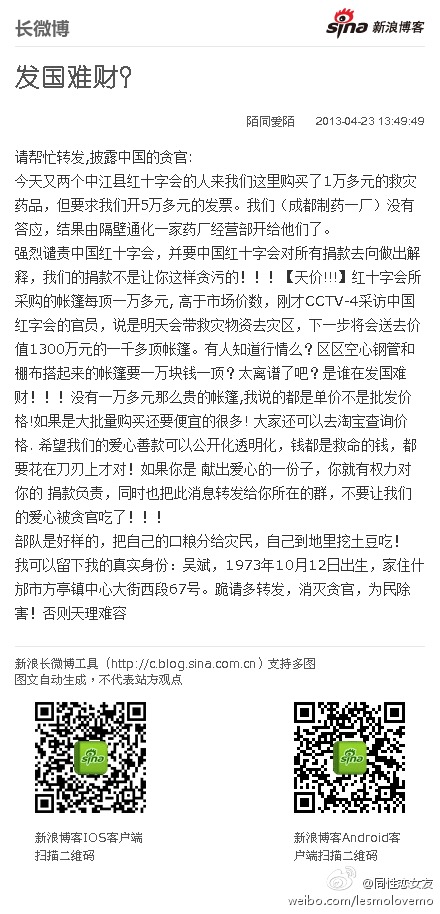 长微博
sina 新浪博客
发国难财?
陌同愛陌 2013-04-23 13:49:49
请帮忙转发,披露中国的贪官:
今天又两个中江县红十字会的人来我们这里购买了1万多元的救灾
药品，但要求我们开5万多元的发票。我们（成都制药一厂）没有
答应，结果由隔壁通化一家药厂经营部开给他们了。
强烈谴责中国红十字会，并要中国红十字会对所有捐款去向做出解
释，我们的捐款不是让你这样贪污的！！！【天价!!!】红十字会所
采购的帐篷每项一万多元, 高于市场价数，刚才CCTV-4采访中国
红字会的官员，说是明天会带救灾物资去灾区，下一步将会送去价
值1300万元的一千多顶帐篷。有人知道行情么？区区空心钢管和
棚布搭起来的帐篷要一万块钱一顶？太离谱了吧？是谁在发国难
财！！！没有一万多元那么贵的帐篷,我说的都是单价不是批发价
格!如果是大批量购买还要便宜的很多! 大家还可以去淘宝查询价
格. 希望我们的爱心善款可以公开化透明化，钱都是救命的钱，都
要花在刀刃上才对！如果你是 献出爱心的一份子，你就有权力对
你的 捐款负责，同时也把此消息转发给你所在的群，不要让我们
的爱心被贪官吃了！！！
部队是好样的，把自己的口粮分给灾民，自己到地里挖土豆吃！
我可以留下我的真实身份：吴斌，1973年10月12日出生，家住什
邡市方亭镇中心大街西段67号。跪请多转发，消灭贪官，为民除
害！否则天理难容
新浪长微博工具（http://c.blog.sina.com.cn）支持多图
图文自动生成，不代表站方观点
sina
sina
新浪博客IOS客户端
扫描二维码
新浪博客Android客
户端扫描二维码
@同性恋女友
weibo.com/lesmolovemo